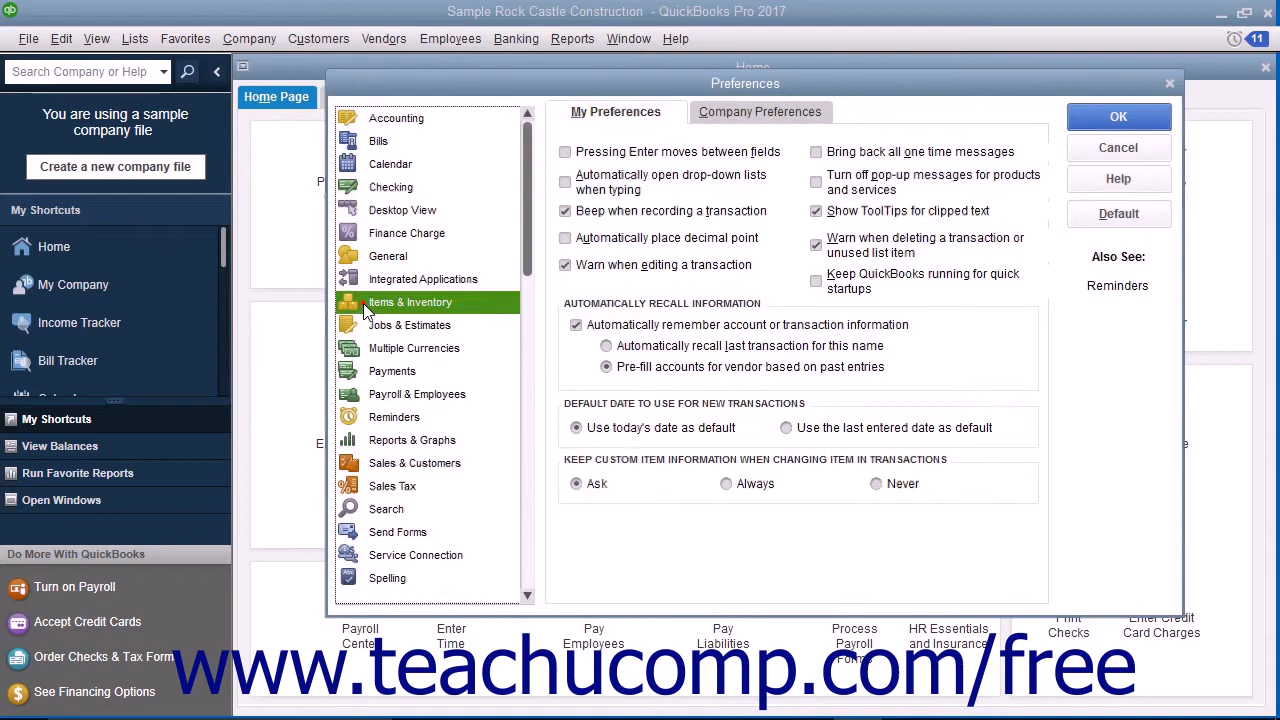 Sample Rock Castle Construction - QuickBooks Pro 2017
File Edit View Lists Favorites Company Customers Vendors Employees Banking Reports Window Help
11
Search Company or Help
You are using a sample
company file
Create a new company file
My Shortcuts
Home
My Company
Income Tracker
Bill Tracker
My Shortcuts
View Balances
Run Favorite Reports
Open Windows
Do More With QuickBooks
Turn on Payroll
Accept Credit Cards
Order Checks & Tax Form
See Financing Options
Home
Home Page
Preferences
Accounting
Bills
Calendar
Checking
Desktop View
Finance Charge
General
Integrated Applications
Items & Inventory
Jobs & Estimates
Multiple Currencies
Payments
Payroll & Employees
Reminders
Reports & Graphs
Sales & Customers
Sales Tax
Search
Send Forms
Service Connection
Spelling
My Preferences
Company Preferences
Pressing Enter moves between fields
Automatically open drop-down lists
when typing
Beep when recording a transaction
Automatically place decimal point
Warn when editing a transaction
Bring back all one time messages
Turn off pop-up messages for products
and services
Show ToolTips for clipped text
Warn when deleting a transaction or
unused list item
Keep QuickBooks running for quick
startups
AUTOMATICALLY RECALL INFORMATION
Automatically remember account or transaction information
Automatically recall last transaction for this name
Pre-fill accounts for vendor based on past entries
DEFAULT DATE TO USE FOR NEW TRANSACTIONS
Use today's date as default
Use the last entered date as default
KEEP CUSTOM ITEM INFORMATION WHEN CHANGING ITEM IN TRANSACTIONS
Ask
Always
Never
OK
Cancel
Help
Default
Also See:
Reminders
Payroll
Center
Enter
Time
Pay
Employees
Pay
Liabilities
Process
Payroll
Forms
HR Essentials
and Insurance
Print
Checks
Enter Credit
Card Charges
www.teachucomp.com/free